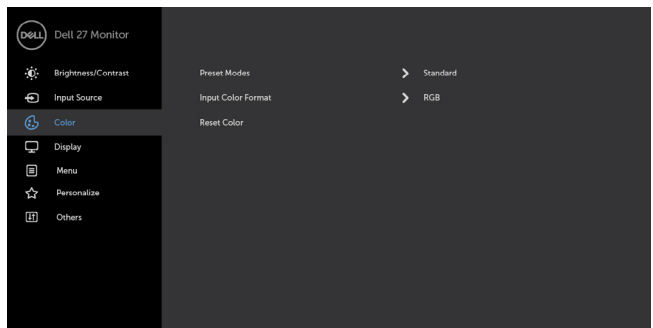 DELL Dell 27 Monitor
Brightness/Contrast Preset Modes Standard
Input Source Input Color Format RGB
Color Reset Color
Display
Menu
Personalize
Others